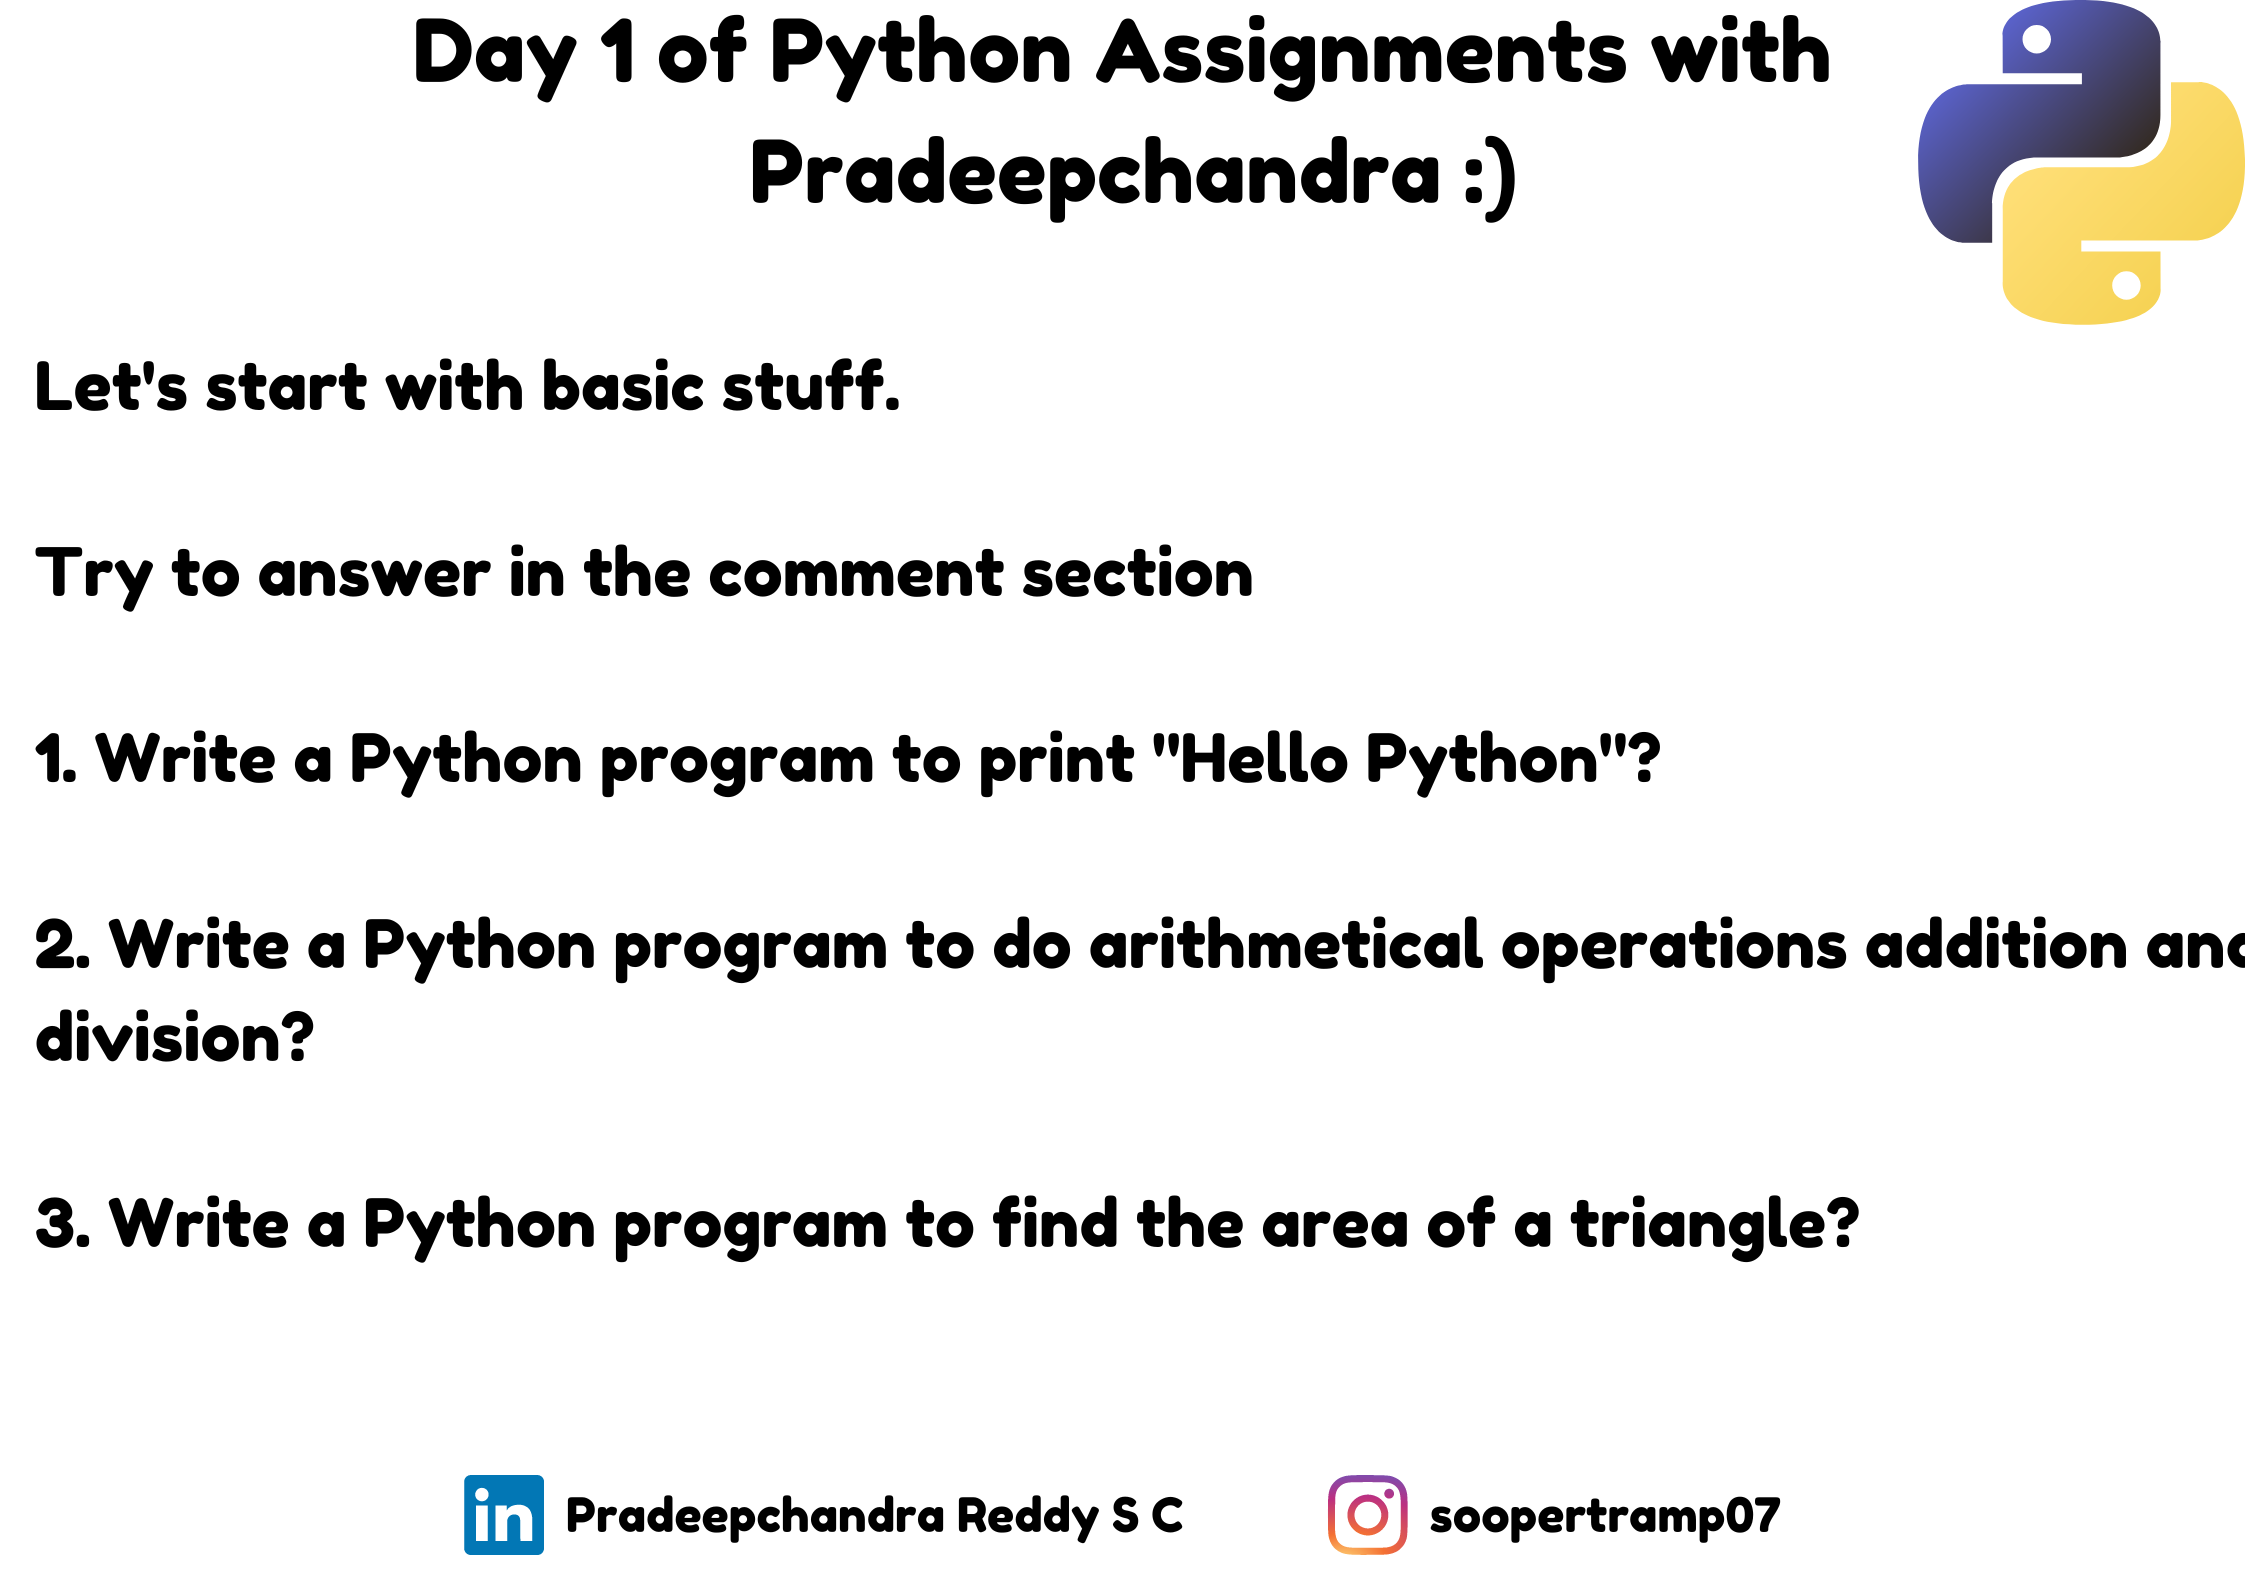 Day 1 of Python Assignments with
Pradeepchandra :)
Let's start with basic stuff.
Try to answer in the comment section
1. Write a Python program to print "Hello Python"?
2. Write a Python program to do arithmetical operations addition and
division?
3. Write a Python program to find the area of a triangle?
in Pradeepchandra Reddy S C
soopertramp07